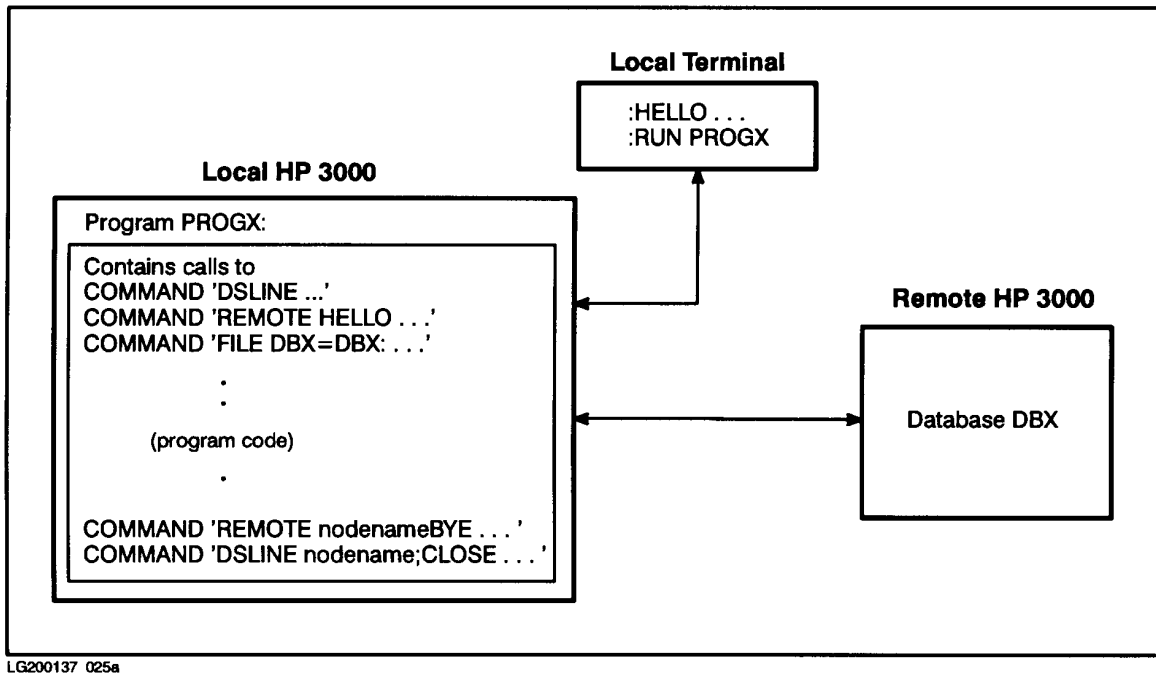 Local Terminal
:HELLO . . .
:RUN PROGX
Local HP 3000
Program PROGX:
Contains calls to
COMMAND 'DSLINE ...'
COMMAND 'REMOTE HELLO . . .'
COMMAND 'FILE DBX=DBX: . . .'
.
.
(program code)
.
COMMAND 'REMOTE nodenameBYE . . . '
COMMAND 'DSLINE nodename;CLOSE . . . '
Remote HP 3000
Database DBX
LG200137 025a